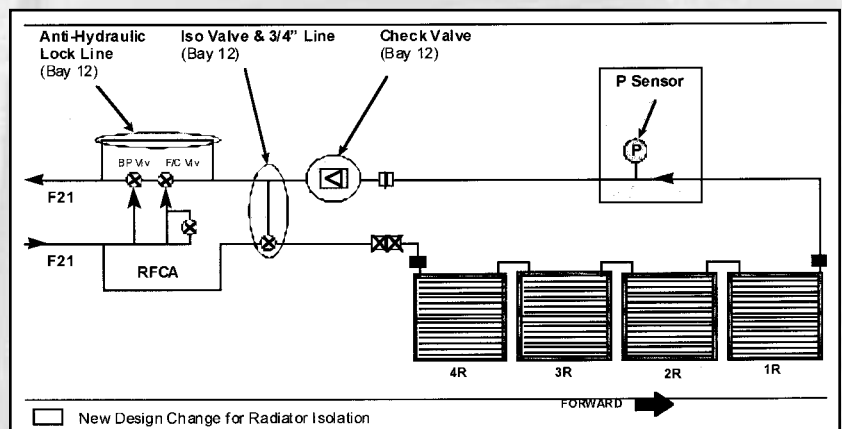 Anti-Hydraulic
Lock Line
(Bay 12)
Iso Valve & 3/4” Line
(Bay 12)
Check Valve
(Bay 12)
P Sensor
P
BP Vlv
F/C Vlv
F21
F21
RFCA
4R
3R
2R
1R
FORWARD
New Design Change for Radiator Isolation